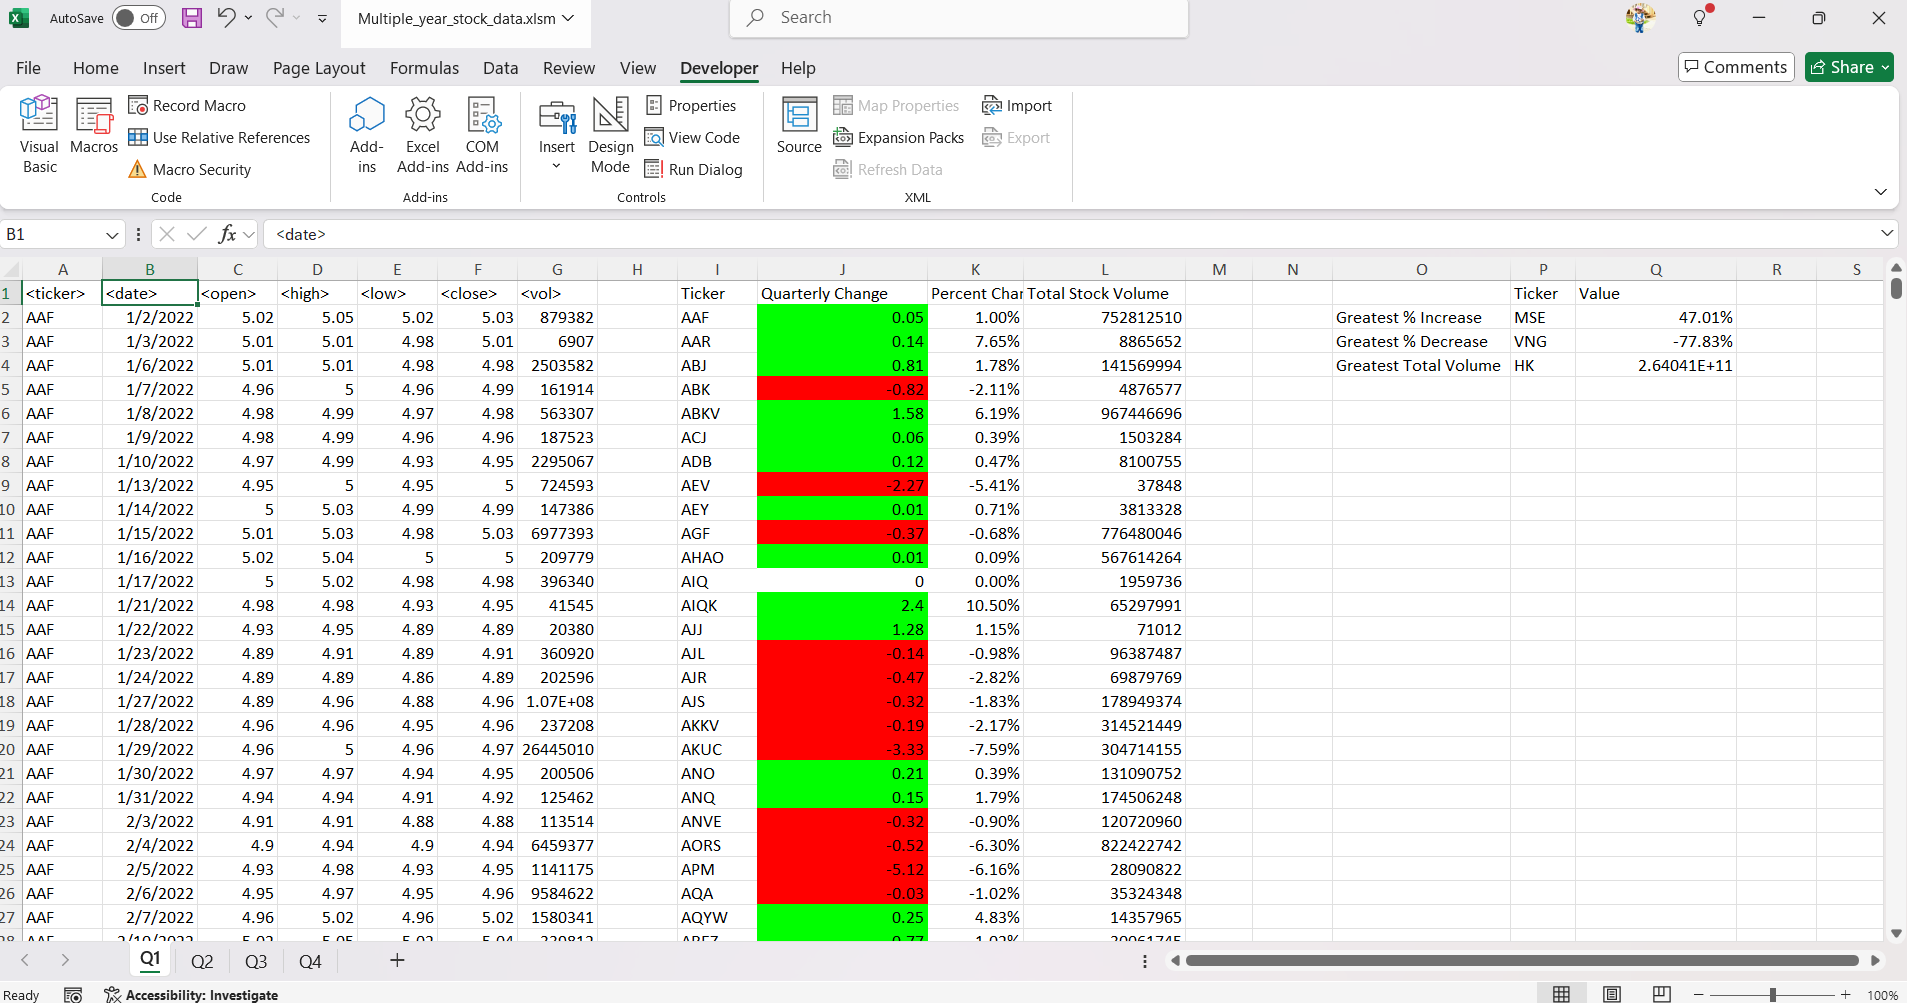 AutoSave Off Multiple_year_stock_data.xlsm Search
File Home Insert Draw Page Layout Formulas Data Review View Developer Help Comments Share
Visual Basic
Macros
Record Macro
Use Relative References
Macro Security
Code
Add-ins
Excel Add-ins
COM Add-ins
Add-ins
Insert
Design Mode
Properties
View Code
Run Dialog
Controls
Source
Map Properties
Expansion Packs
Refresh Data
Import
Export
XML
B1 fx <date>
A B C D E F G H I J K L M N O P Q R S
1 <ticker> <date> <open> <high> <low> <close> <vol> Ticker Quarterly Change Percent Char Total Stock Volume Ticker Value
2 AAF 1/2/2022 5.02 5.05 5.02 5.03 879382 AAF 0.05 1.00% 752812510 Greatest % Increase MSE 47.01%
3 AAF 1/3/2022 5.01 5.01 4.98 5.01 6907 AAR 0.14 7.65% 8865652 Greatest % Decrease VNG -77.83%
4 AAF 1/6/2022 5.01 5.01 4.98 4.98 2503582 ABJ 0.81 1.78% 141569994 Greatest Total Volume HK 2.64041E+11
5 AAF 1/7/2022 4.96 5 4.96 4.99 161914 ABK -0.82 -2.11% 4876577
6 AAF 1/8/2022 4.98 4.99 4.97 4.98 563307 ABKV 1.58 6.19% 967446696
7 AAF 1/9/2022 4.98 4.99 4.96 4.96 187523 ACJ 0.06 0.39% 1503284
8 AAF 1/10/2022 4.97 4.99 4.93 4.95 2295067 ADB 0.12 0.47% 8100755
9 AAF 1/13/2022 4.95 5 4.95 5 724593 AEV -2.27 -5.41% 37848
10 AAF 1/14/2022 5 5.03 4.99 4.99 147386 AEY 0.01 0.71% 3813328
11 AAF 1/15/2022 5.01 5.03 4.98 5.03 6977393 AGF -0.37 -0.68% 776480046
12 AAF 1/16/2022 5.02 5.04 5 5 209779 AHAO 0.01 0.09% 567614264
13 AAF 1/17/2022 5 5.02 4.98 4.98 396340 AIQ 0 0.00% 1959736
14 AAF 1/21/2022 4.98 4.98 4.93 4.95 41545 AIQK 2.4 10.50% 65297991
15 AAF 1/22/2022 4.93 4.95 4.89 4.89 20380 AJJ 1.28 1.15% 71012
16 AAF 1/23/2022 4.89 4.91 4.89 4.91 360920 AJL -0.14 -0.98% 96387487
17 AAF 1/24/2022 4.89 4.89 4.86 4.89 202596 AJR -0.47 -2.82% 69879769
18 AAF 1/27/2022 4.89 4.96 4.88 4.96 1.07E+08 AJS -0.32 -1.83% 178949374
19 AAF 1/28/2022 4.96 4.96 4.95 4.96 237208 AKKV -0.19 -2.17% 314521449
20 AAF 1/29/2022 4.96 5 4.96 4.97 26445010 AKUC -3.33 -7.59% 304714155
21 AAF 1/30/2022 4.97 4.97 4.94 4.95 200506 ANO 0.21 0.39% 131090752
22 AAF 1/31/2022 4.94 4.94 4.91 4.92 125462 ANQ 0.15 1.79% 174506248
23 AAF 2/3/2022 4.91 4.91 4.88 4.88 113514 ANVE -0.32 -0.90% 120720960
24 AAF 2/4/2022 4.9 4.94 4.9 4.94 6459377 AORS -0.52 -6.30% 822422742
25 AAF 2/5/2022 4.93 4.98 4.93 4.95 1141175 APM -5.12 -6.16% 28090822
26 AAF 2/6/2022 4.95 4.97 4.95 4.96 9584622 AQA -0.03 -1.02% 35324348
27 AAF 2/7/2022 4.96 5.02 4.96 5.02 1580341 AQYW 0.25 4.83% 14357965
Q1 Q2 Q3 Q4
Ready Accessibility: Investigate 100%